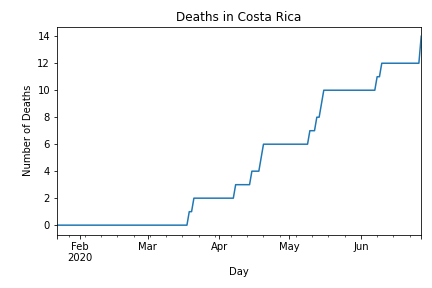 Deaths in Costa Rica
14
12
10
8
6
4
2
0
Number of Deaths
Feb
2020
Mar
Apr
May
Jun
Day